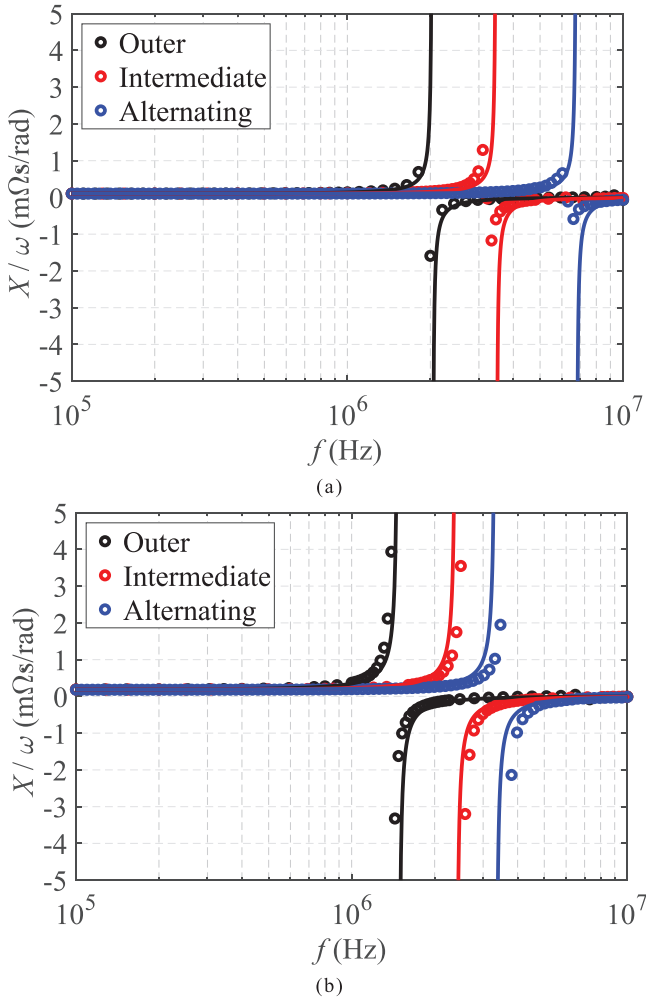 5
4
3
2
1
0
-1
-2
-3
-4
-5
X / ω (mΩs/rad)
Outer
Intermediate
Alternating
10^5
10^6
10^7
f (Hz)
(a)
5
4
3
2
1
0
-1
-2
-3
-4
-5
X / ω (mΩs/rad)
Outer
Intermediate
Alternating
10^5
10^6
10^7
f (Hz)
(b)